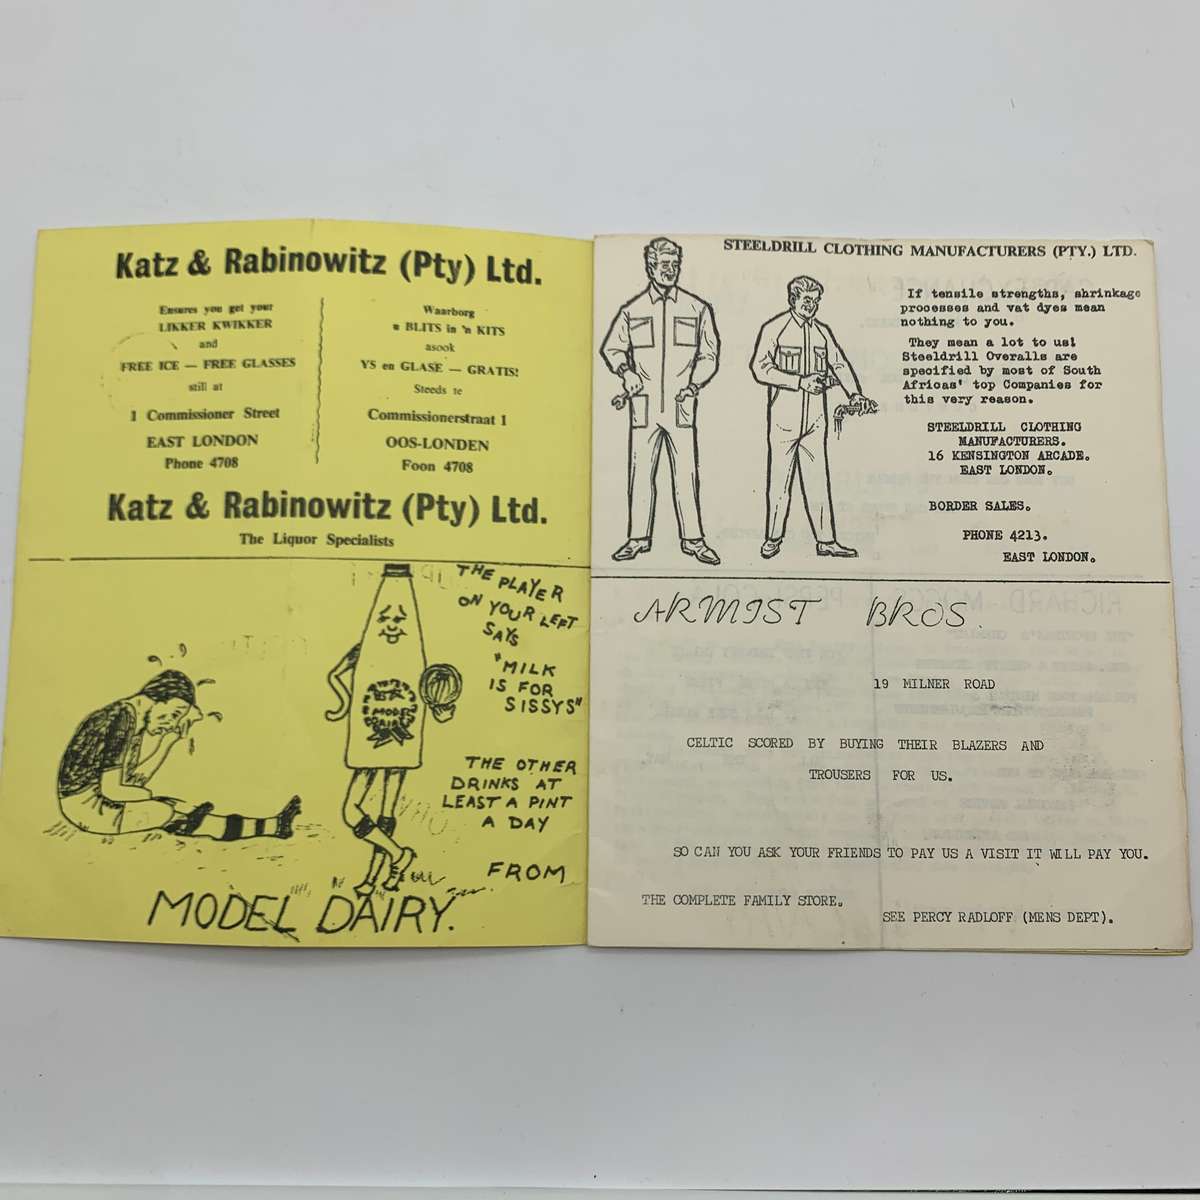 Katz & Rabinowitz (Pty) Ltd.
Ensures you get your
LIKKER KWIKKER
and
FREE ICE — FREE GLASSES
still at
1 Commissioner Street
EAST LONDON
Phone 4708
Waarborg
'n BLITS in 'n KITS
asook
YS en GLASE — GRATIS!
Steeds te
Commissionerstraat 1
OOS-LONDEN
Foon 4708
Katz & Rabinowitz (Pty) Ltd.
The Liquor Specialists
THE PLAYER
ON YOUR LEFT
SAYS
"MILK
IS FOR
SISSYS"
MODEL
DAIRY
THE OTHER
DRINKS AT
LEAST A PINT
A DAY
FROM
MODEL DAIRY.
STEELDRILL CLOTHING MANUFACTURERS (PTY.) LTD.
If tensile strengths, shrinkage
processes and vat dyes mean
nothing to you.
They mean a lot to us!
Steeldrill Overalls are
specified by most of South
Africas' top Companies for
this very reason.
STEELDRILL CLOTHING
MANUFACTURERS.
16 KENSINGTON ARCADE.
EAST LONDON.
BORDER SALES.
PHONE 4213.
EAST LONDON.
ARMIST BROS
19 MILNER ROAD
CELTIC SCORED BY BUYING THEIR BLAZERS AND
TROUSERS FOR US.
SO CAN YOU ASK YOUR FRIENDS TO PAY US A VISIT IT WILL PAY YOU.
THE COMPLETE FAMILY STORE.
SEE PERCY RADLOFF (MENS DEPT).